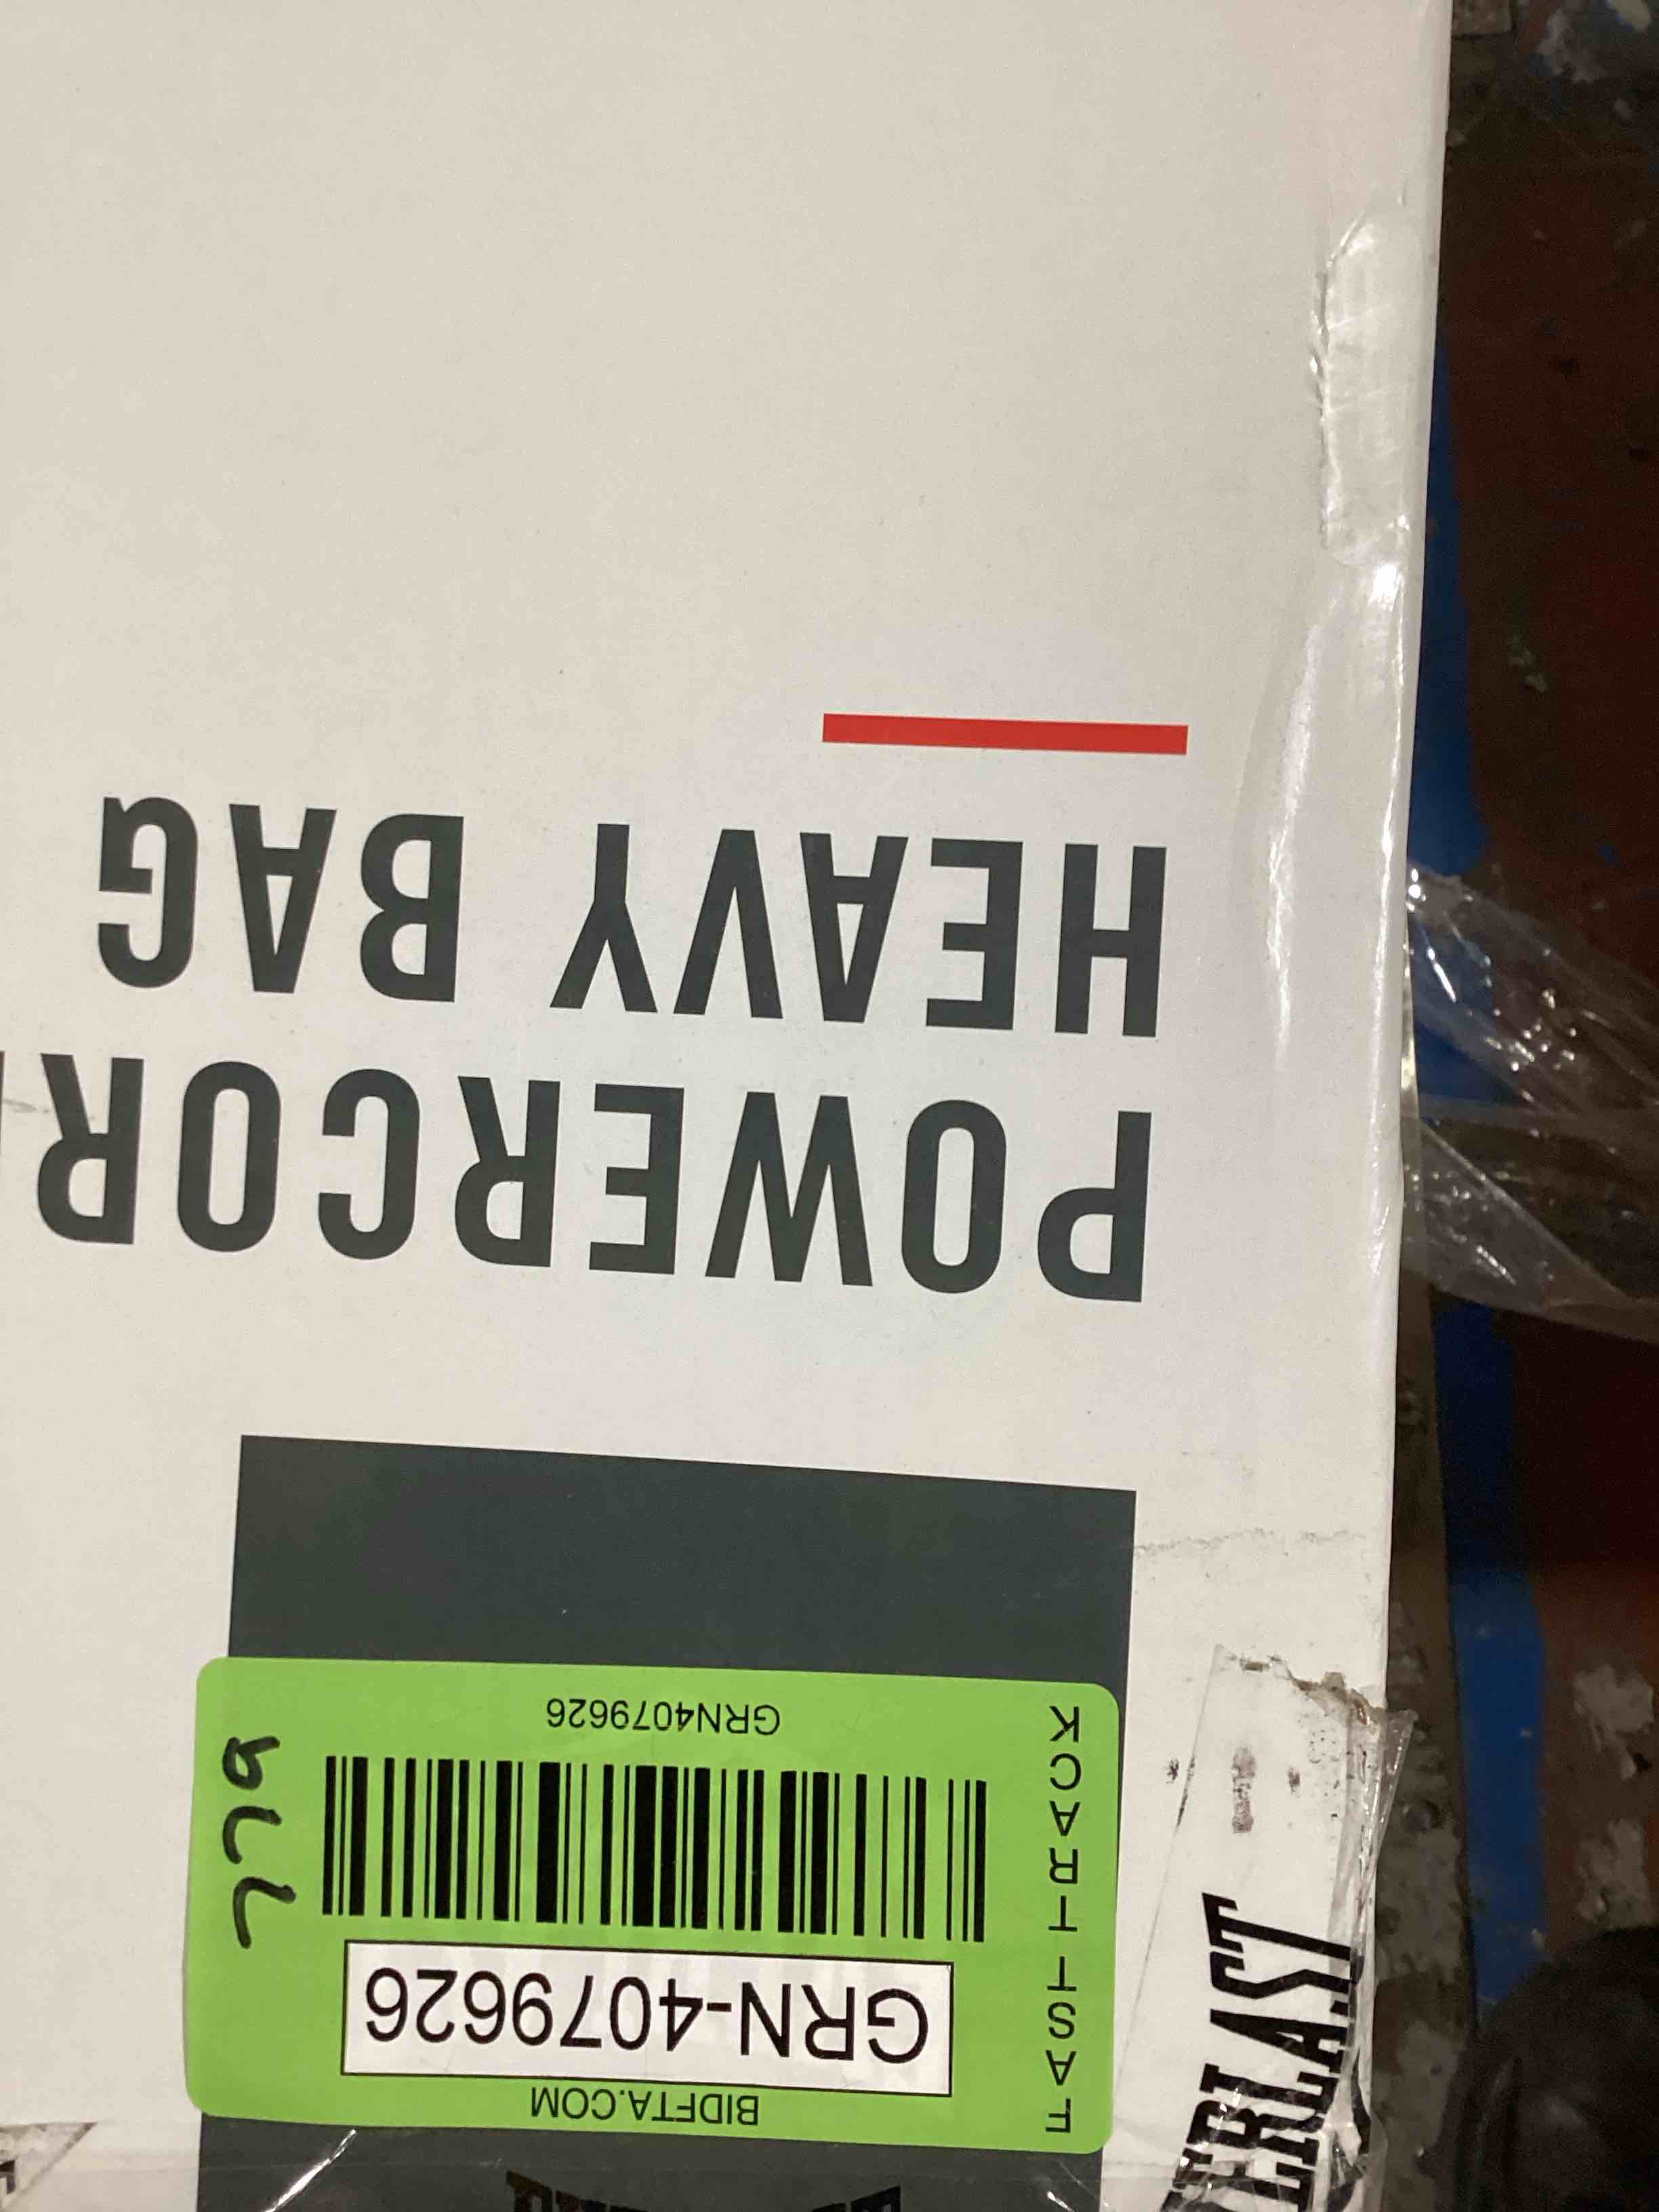 BIDFTA.COM
GRN-4079626
GRN4079626
FAST TRACK
ERLAST
POWERCOR
HEAVY BAG